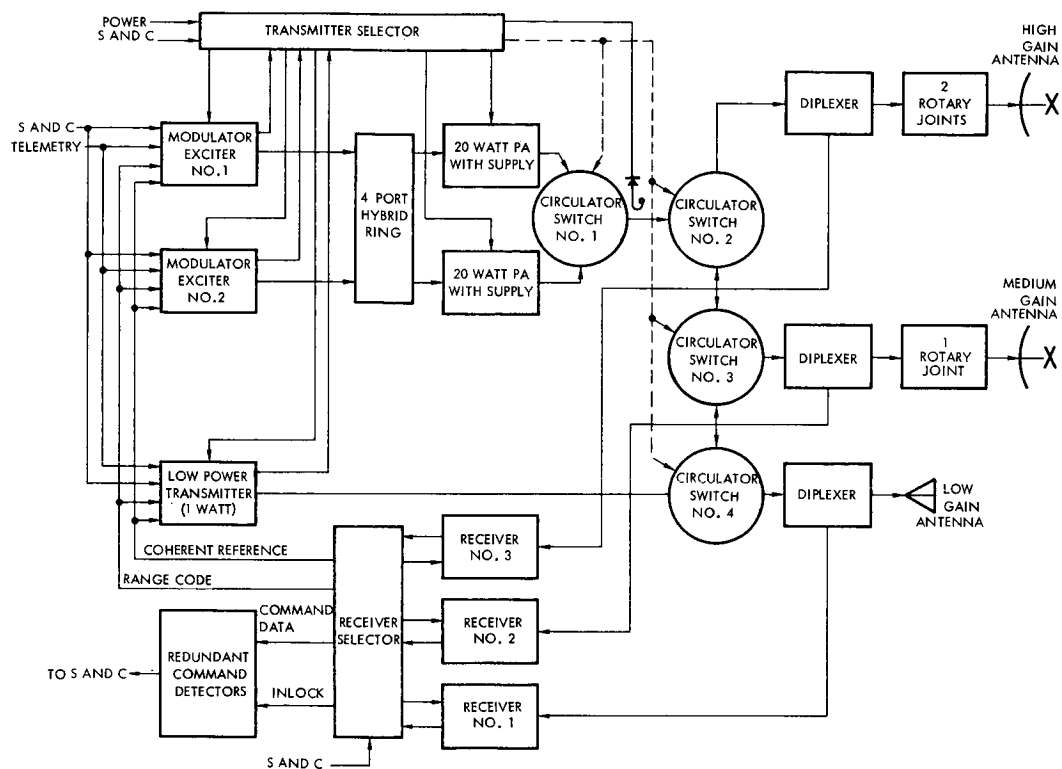 POWER
S AND C
TRANSMITTER SELECTOR
HIGH
GAIN
ANTENNA
DIPLEXER
2
ROTARY
JOINTS
S AND C
TELEMETRY
MODULATOR
EXCITER
NO.1
4 PORT
HYBRID
RING
20 WATT PA
WITH SUPPLY
CIRCULATOR
SWITCH
NO. 1
CIRCULATOR
SWITCH
NO. 2
MODULATOR
EXCITER
NO.2
20 WATT PA
WITH SUPPLY
MEDIUM
GAIN
ANTENNA
CIRCULATOR
SWITCH
NO. 3
DIPLEXER
1
ROTARY
JOINT
LOW POWER
TRANSMITTER
(1 WATT)
CIRCULATOR
SWITCH
NO. 4
DIPLEXER
LOW
GAIN
ANTENNA
COHERENT REFERENCE
RANGE CODE
RECEIVER
NO. 3
COMMAND
DATA
RECEIVER
SELECTOR
RECEIVER
NO. 2
TO S AND C
REDUNDANT
COMMAND
DETECTORS
INLOCK
RECEIVER
NO. 1
S AND C